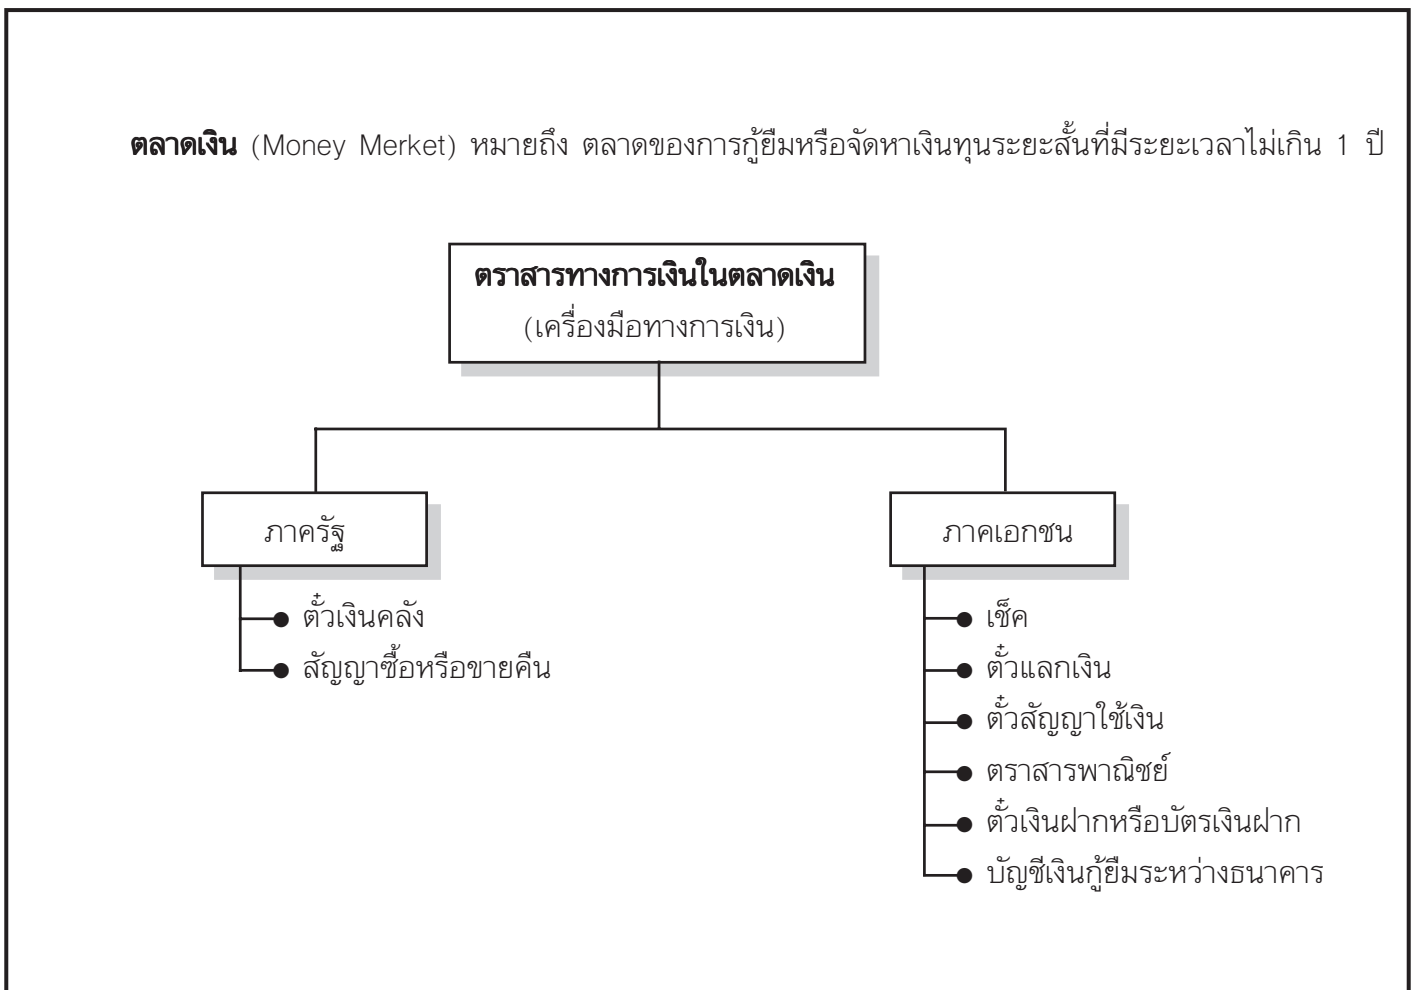 ตลาดเงิน (Money Merket) หมายถึง ตลาดของการกู้ยืมหรือจัดหาเงินทุนระยะสั้นที่มีระยะเวลาไม่เกิน 1 ปี
ตราสารทางการเงินในตลาดเงิน
(เครื่องมือทางการเงิน)
ภาครัฐ
ตั๋วเงินคลัง
สัญญาซื้อหรือขายคืน
ภาคเอกชน
เช็ค
ตั๋วแลกเงิน
ตั๋วสัญญาใช้เงิน
ตราสารพาณิชย์
ตั๋วเงินฝากหรือบัตรเงินฝาก
บัญชีเงินกู้ยืมระหว่างธนาคาร